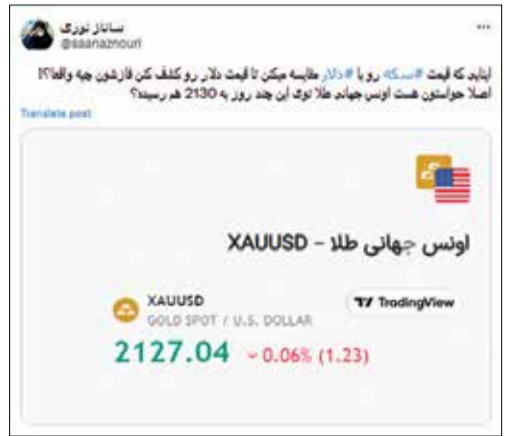 ساناز نوری
@saanaznouri
اینایی که قیمت #سکه رو با #دلار مقایسه میکنن تا قیمت دلار رو کشف کنن فازشون چیه واقعا؟!
اصلا حواستون هست اونس جهانی طلا توی این چند روز به 2130 هم رسیده؟
Translate post
اونس جهانی طلا – XAUUSD
XAUUSD
TradingView
GOLD SPOT / U.S. DOLLAR
2127.04 0.06% (1.23)